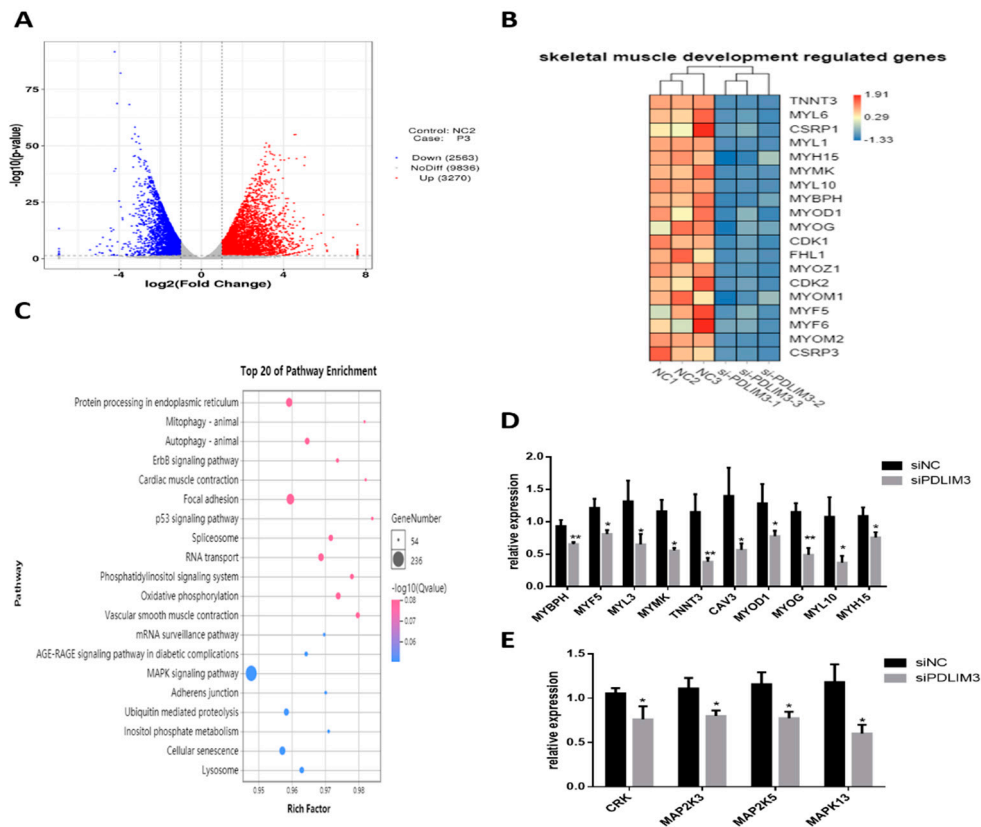 A
75
50
25
0
-log10(p-value)
-4
0
4
8
log2(Fold Change)
Control: NC2
Case: P3
Down (2563)
NoDiff (9836)
Up (3270)
B
skeletal muscle development regulated genes
TNNT3
MYL6
CSRP1
MYL1
MYH15
MYMK
MYL10
MYBPH
MYOD1
MYOG
CDK1
FHL1
MYOZ1
CDK2
MYOM1
MYF5
MYF6
MYOM2
CSRP3
1.91
0.29
-1.33
NC1
NC2
NC3
si-PDLIM3-1
si-PDLIM3-3
si-PDLIM3-2
C
Top 20 of Pathway Enrichment
Pathway
Protein processing in endoplasmic reticulum
Mitophagy - animal
Autophagy - animal
ErbB signaling pathway
Cardiac muscle contraction
Focal adhesion
p53 signaling pathway
Spliceosome
RNA transport
Phosphatidylinositol signaling system
Oxidative phosphorylation
Vascular smooth muscle contraction
mRNA surveillance pathway
AGE-RAGE signaling pathway in diabetic complications
MAPK signaling pathway
Adherens junction
Ubiquitin mediated proteolysis
Inositol phosphate metabolism
Cellular senescence
Lysosome
0.95
0.96
0.97
0.98
Rich Factor
GeneNumber
54
236
-log10(Qvalue)
0.08
0.07
0.06
D
relative expression
2.0
1.5
1.0
0.5
0.0
siNC
siPDLIM3
**
*
*
*
**
*
*
**
*
*
MYBPH
MYF5
MYL3
MYMK
TNNT3
CAV3
MYOD1
MYOG
MYL10
MYH15
E
relative expression
1.5
1.0
0.5
0.0
siNC
siPDLIM3
*
*
*
*
CRK
MAP2K3
MAP2K5
MAPK13